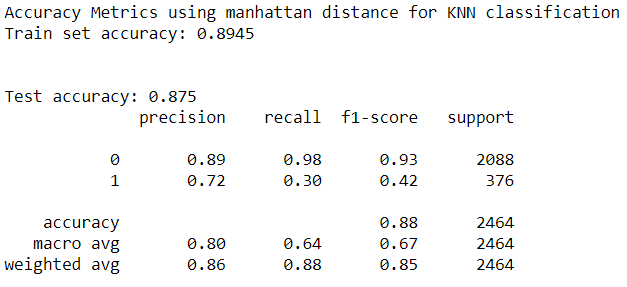 Accuracy Metrics using manhattan distance for KNN classification
Train set accuracy: 0.8945
Test accuracy: 0.875
precision recall f1-score support
0 0.89 0.98 0.93 2088
1 0.72 0.30 0.42 376
accuracy 0.88 2464
macro avg 0.80 0.64 0.67 2464
weighted avg 0.86 0.88 0.85 2464